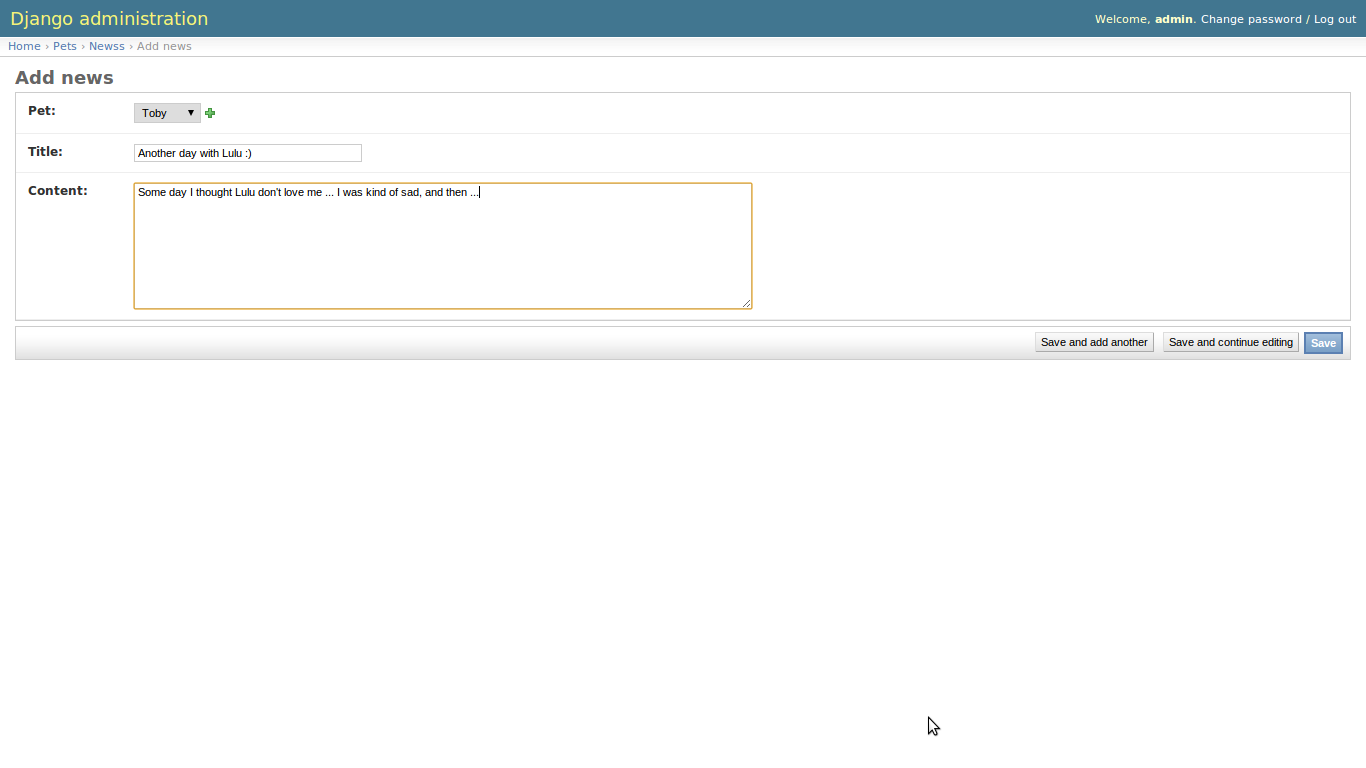 Django administration
Welcome, admin. Change password / Log out
Home › Pets › Newss › Add news
Add news
Pet: Toby
Title: Another day with Lulu :)
Content: Some day I thought Lulu don't love me ... I was kind of sad, and then ...
Save and add another Save and continue editing Save